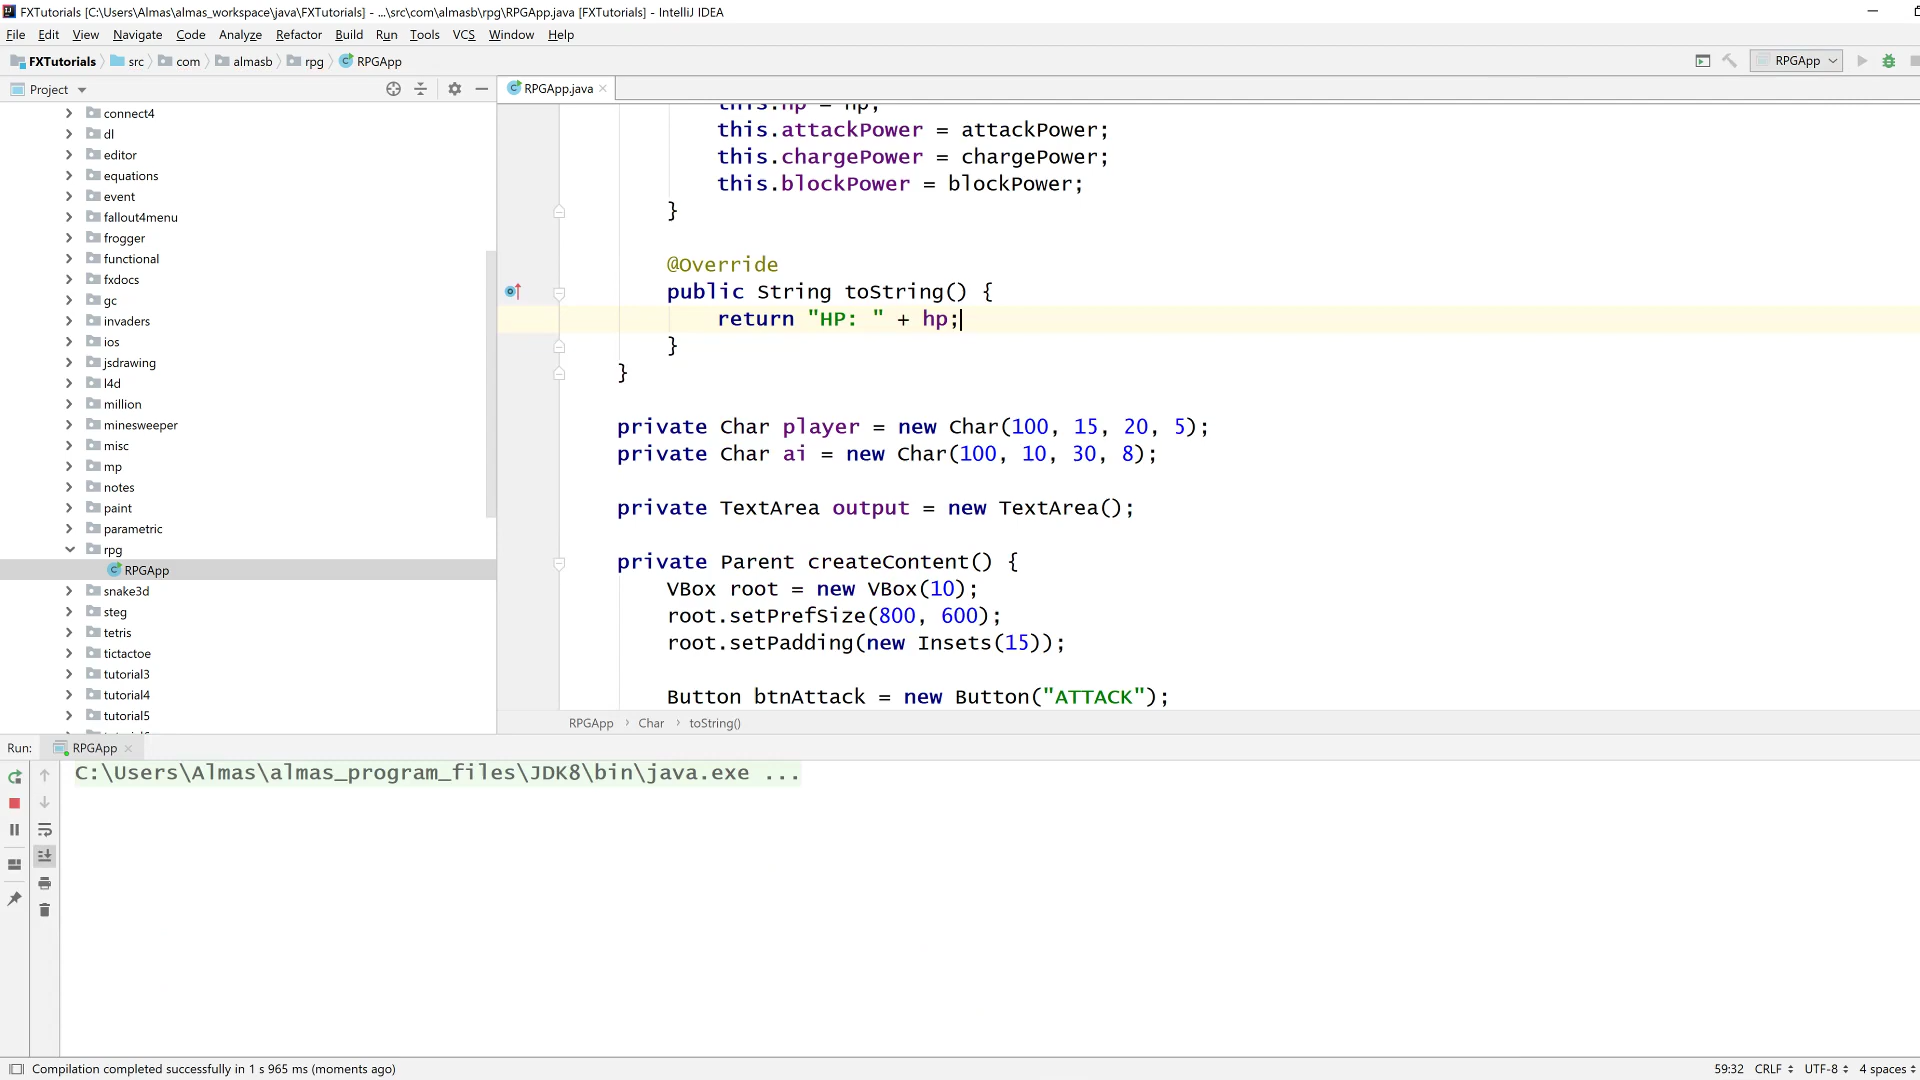 FXTutorials [C:\Users\Almas\almas_workspace\java\FXTutorials] - ...\src\com\almasb\rpg\RPGApp.java [FXTutorials] - IntelliJ IDEA
File Edit View Navigate Code Analyze Refactor Build Run Tools VCS Window Help
FXTutorials src com almasb rpg RPGApp RPGApp
Project RPGApp.java
connect4
dl
editor
equations
event
fallout4menu
frogger
functional
fxdocs
gc
invaders
ios
jsdrawing
l4d
million
minesweeper
misc
mp
notes
paint
parametric
rpg
RPGApp
snake3d
steg
tetris
tictactoe
tutorial3
tutorial4
tutorial5
this.hp = hp;
this.attackPower = attackPower;
this.chargePower = chargePower;
this.blockPower = blockPower;
}
@Override
public String toString() {
return "HP: " + hp;
}
}
private Char player = new Char(100, 15, 20, 5);
private Char ai = new Char(100, 10, 30, 8);
private TextArea output = new TextArea();
private Parent createContent() {
VBox root = new VBox(10);
root.setPrefSize(800, 600);
root.setPadding(new Insets(15));
Button btnAttack = new Button("ATTACK");
RPGApp › Char › toString()
Run: RPGApp
C:\Users\Almas\almas_program_files\JDK8\bin\java.exe ...
Compilation completed successfully in 1 s 965 ms (moments ago) 59:32 CRLF UTF-8 4 spaces